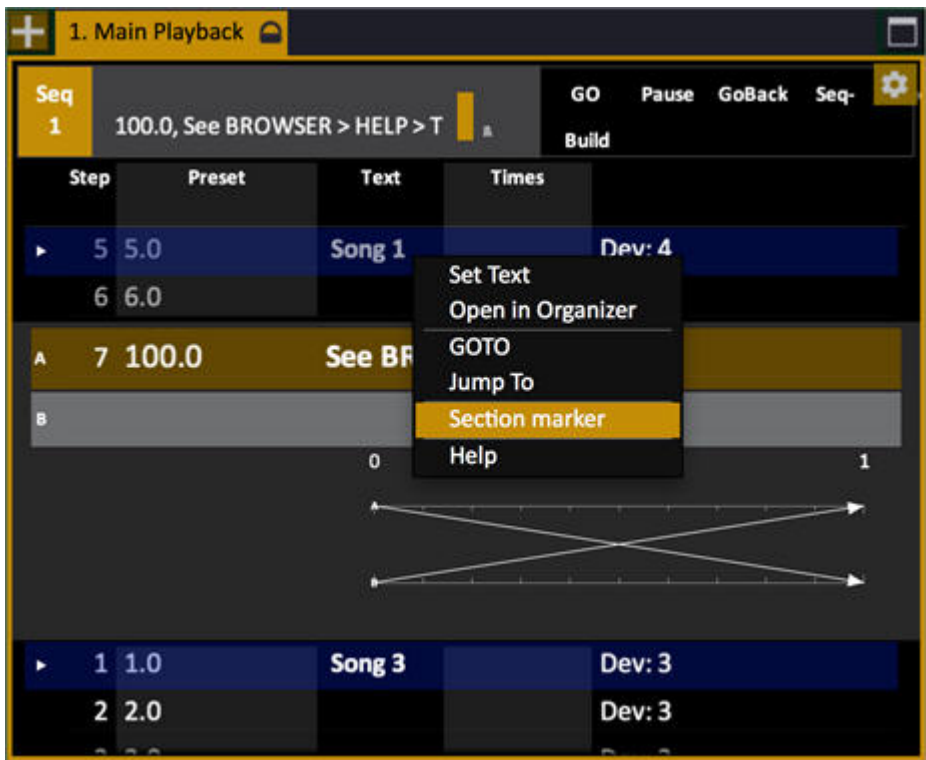 1. Main Playback
Seq
1
100.0, See BROWSER > HELP > T
GO Pause GoBack Seq-
Build
Step Preset Text Times
5 5.0 Song 1 Dev: 4
6 6.0
A 7 100.0 See BR
B
Set Text
Open in Organizer
GOTO
Jump To
Section marker
Help
0 1
A
B
1 1.0 Song 3 Dev: 3
2 2.0 Dev: 3